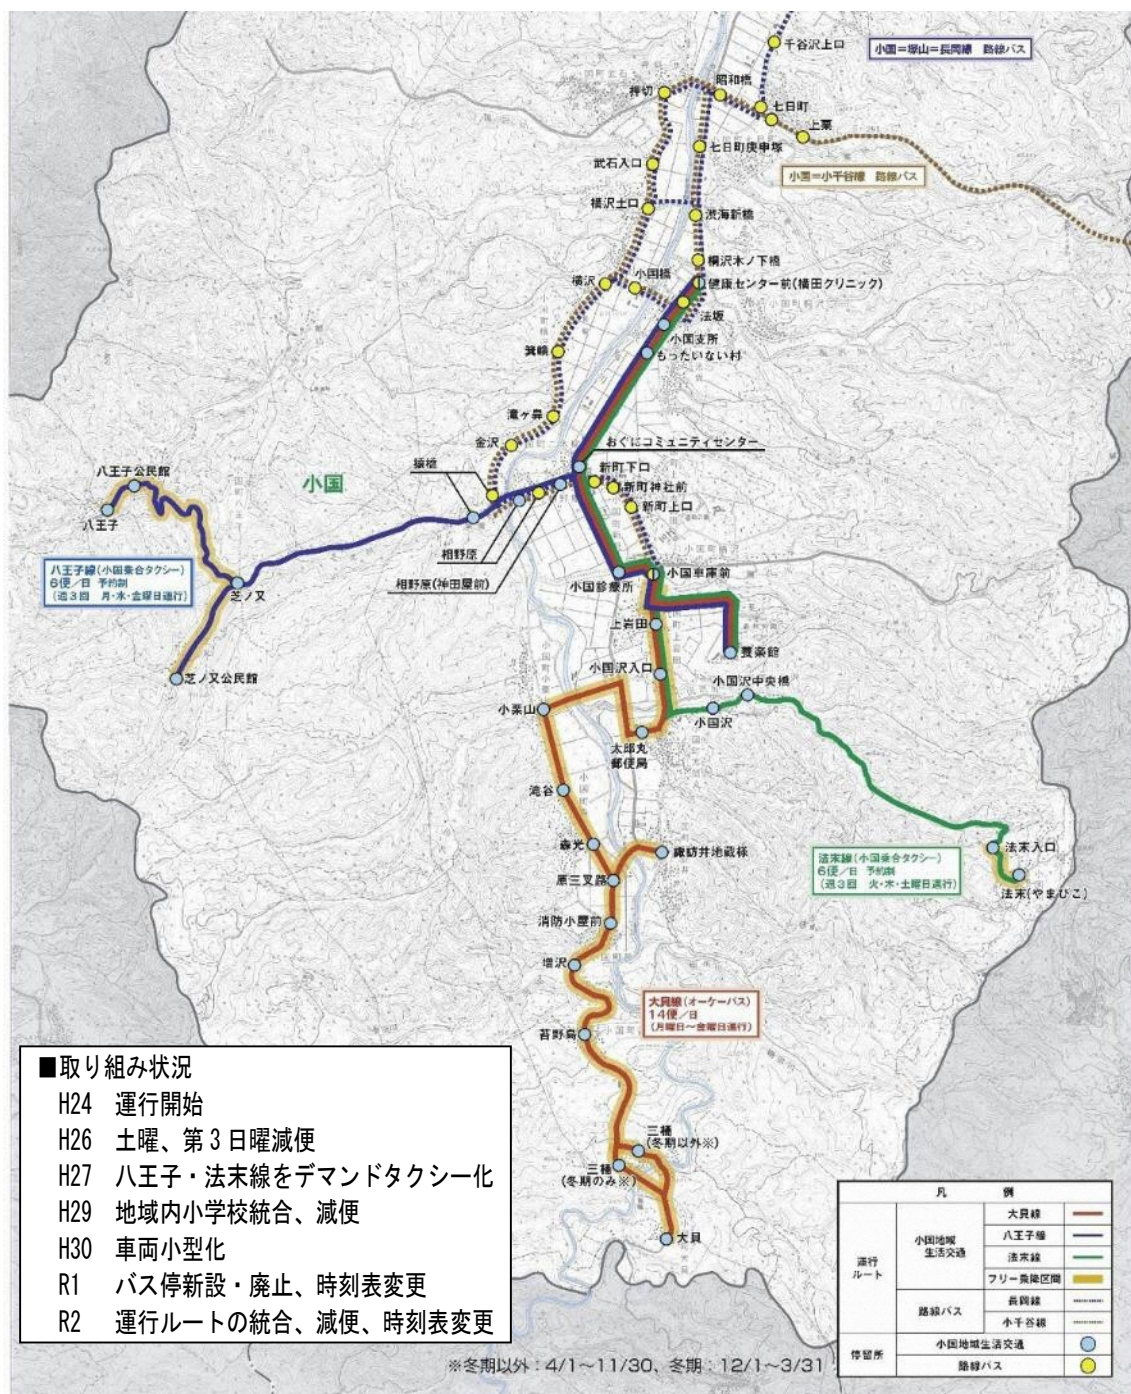 千谷沢上口
小国=塚山=長岡線 路線バス
昭和橋
押切
七日町
上栗
七日町庚申塚
武石入口
小国=小千谷線 路線バス
横沢土口
渋海新橋
桐沢木ノ下橋
横沢
小国橋
健康センター前(横田クリニック)
法坂
小国支所
もったいない村
箕輪
滝ヶ鼻
金沢
おぐにコミュニティセンター
猿橋
新町下口
新町神社前
新町上口
八王子公民館
小国
八王子
相野原
相野原(神田屋前)
小国診療所
小国車庫前
八王子線(小国乗合タクシー)
6便/日 予約制
(週3回 月・水・金曜日運行)
芝ノ又
上岩田
養楽館
芝ノ又公民館
小国沢入口
小国沢中央橋
小栗山
小国沢
太郎丸
郵便局
滝谷
森光
諏訪井地蔵様
原三叉路
法末入口
法末線(小国乗合タクシー)
6便/日 予約制
(週3回 火・木・土曜日運行)
法末(やまびこ)
消防小屋前
増沢
大貝線(オーケーバス)
14便/日
(月曜日~金曜日運行)
苔野島
■取り組み状況
H24 運行開始
H26 土曜、第3日曜減便
H27 八王子・法末線をデマンドタクシー化
H29 地域内小学校統合、減便
H30 車両小型化
R1 バス停新設・廃止、時刻表変更
R2 運行ルートの統合、減便、時刻表変更
三桶
(冬期以外※)
三桶
(冬期のみ※)
大貝
凡 例
運行
ルート
小国地域
生活交通
大貝線
八王子線
法末線
フリー乗降区間
路線バス
長岡線
小千谷線
停留所
小国地域生活交通
路線バス
※冬期以外:4/1~11/30、冬期:12/1~3/31